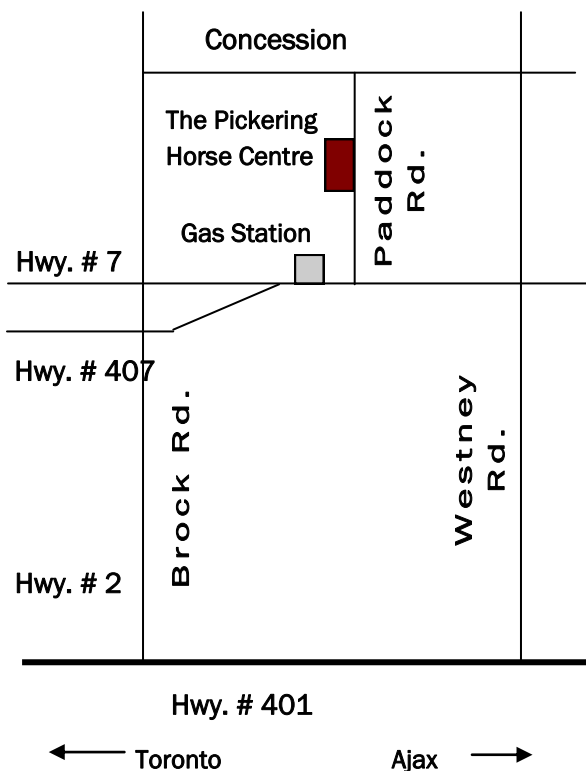 Concession
The Pickering
Horse Centre
Paddock
Rd.
Gas Station
Hwy. # 7
Hwy. # 407
Brock Rd.
Westney
Rd.
Hwy. # 2
Hwy. # 401
Toronto
Ajax